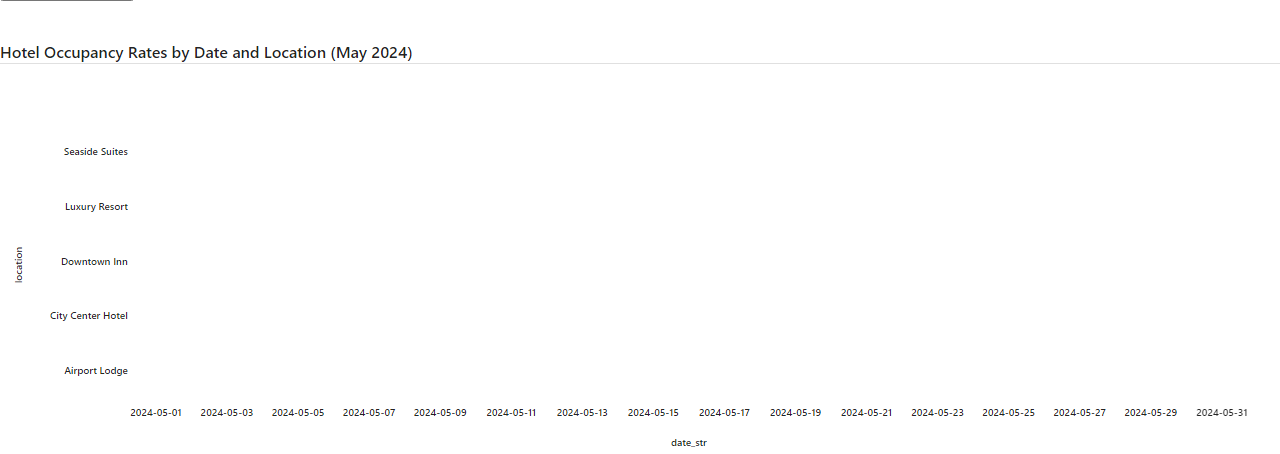 Hotel Occupancy Rates by Date and Location (May 2024)
Seaside Suites
Luxury Resort
Downtown Inn
City Center Hotel
Airport Lodge
location
2024-05-01 2024-05-03 2024-05-05 2024-05-07 2024-05-09 2024-05-11 2024-05-13 2024-05-15 2024-05-17 2024-05-19 2024-05-21 2024-05-23 2024-05-25 2024-05-27 2024-05-29 2024-05-31
date_str